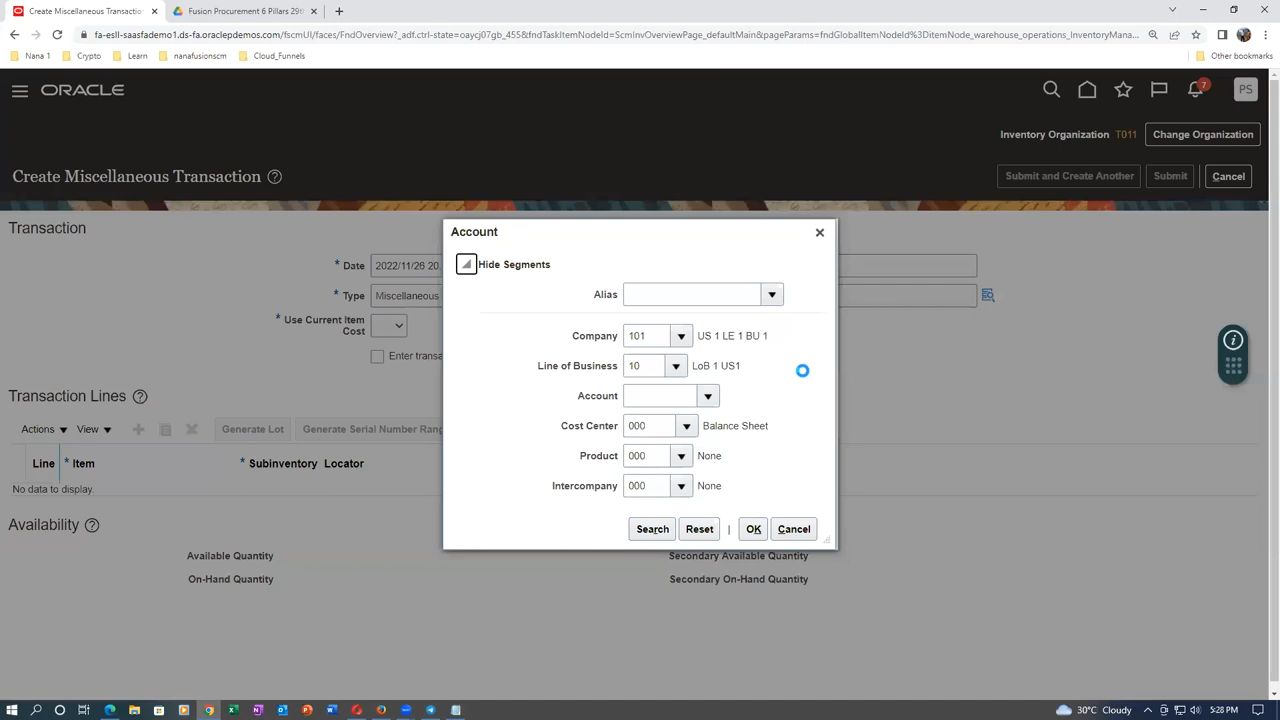 Create Miscellaneous Transactio
Fusion Procurement 6 Pillars 29th
fa-esll-saasfademo1.ds-fa.oraclepdemos.com/fscmUI/faces/FndOverview?_adf.ctrl-state=oaycj07gb_455&fndTaskItemNodeId=ScmInvOverviewPage_defaultMain&pageParams=fndGlobalItemNodeId%3DitemNode_warehouse_operations_InventoryMana...
Nana 1
Crypto
Learn
nanafusionscm
Cloud_Funnels
Other bookmarks
ORACLE
7
PS
Inventory Organization T011
Change Organization
Create Miscellaneous Transaction
Submit and Create Another
Submit
Cancel
Transaction
* Date
2022/11/26 20.
* Type
Miscellaneous
* Use Current Item
Cost
Enter transa
Account
Hide Segments
Alias
Company 101 US 1 LE 1 BU 1
Line of Business 10 LoB 1 US1
Account
Cost Center 000 Balance Sheet
Product 000 None
Intercompany 000 None
Search
Reset
|
OK
Cancel
Transaction Lines
Actions
View
Generate Lot
Generate Serial Number Rang
Line
* Item
* Subinventory
Locator
No data to display.
Availability
Available Quantity
Secondary Available Quantity
On-Hand Quantity
Secondary On-Hand Quantity
30°C Cloudy
5:28 PM